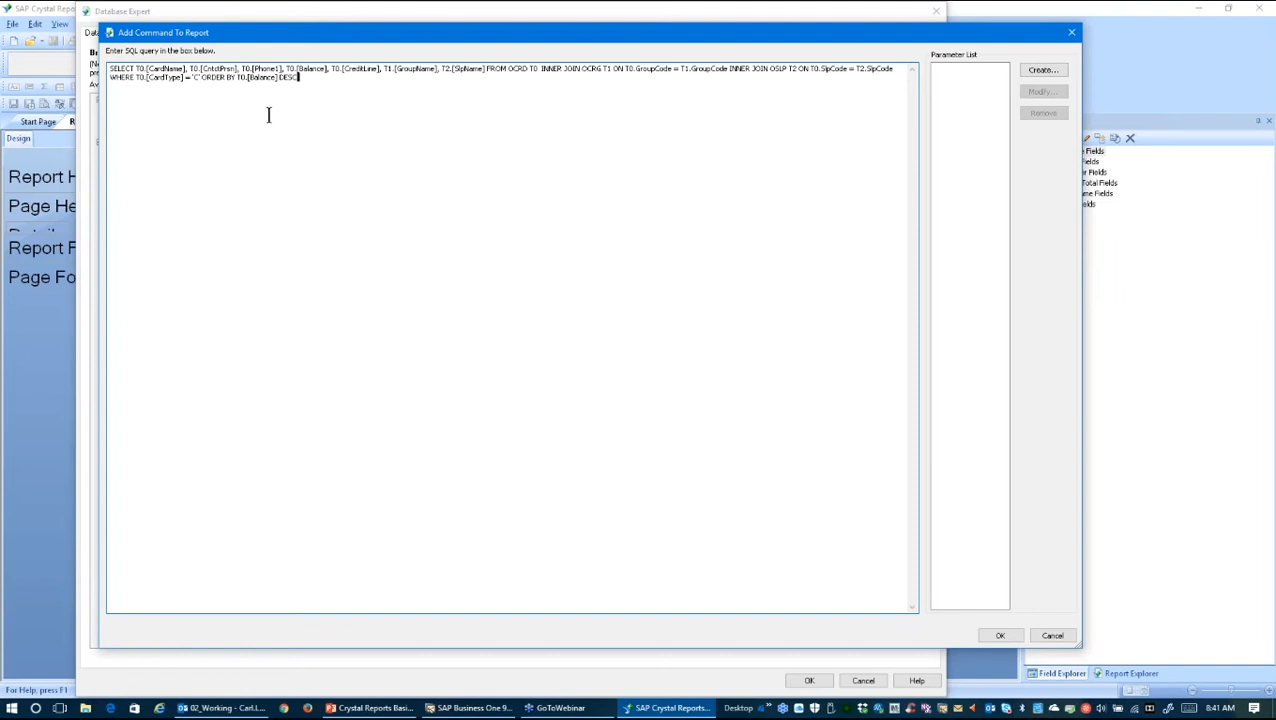 SAP Crystal Reports
Database Expert
File Edit View
Add Command To Report
Enter SQL query in the box below.
Parameter List
SELECT T0.[CardName], T0.[CntctPrsn], T0.[Phone1], T0.[Balance], T0.[CreditLine], T1.[GroupName], T2.[SlpName] FROM OCRD T0 INNER JOIN OCRG T1 ON T0.GroupCode = T1.GroupCode INNER JOIN OSLP T2 ON T0.SlpCode = T2.SlpCode
WHERE T0.[CardType] = 'C' ORDER BY T0.[Balance] DESC
Create...
Modify...
Remove
Start Page
Design
Report H
Page He
Report F
Page Fo
Fields
Total Fields
OK
Cancel
OK
Cancel
Help
Field Explorer
Report Explorer
For Help, press F1
02_Working - Carl.L...
Crystal Reports Basi...
SAP Business One 9...
GoToWebinar
SAP Crystal Reports...
Desktop
8:41 AM